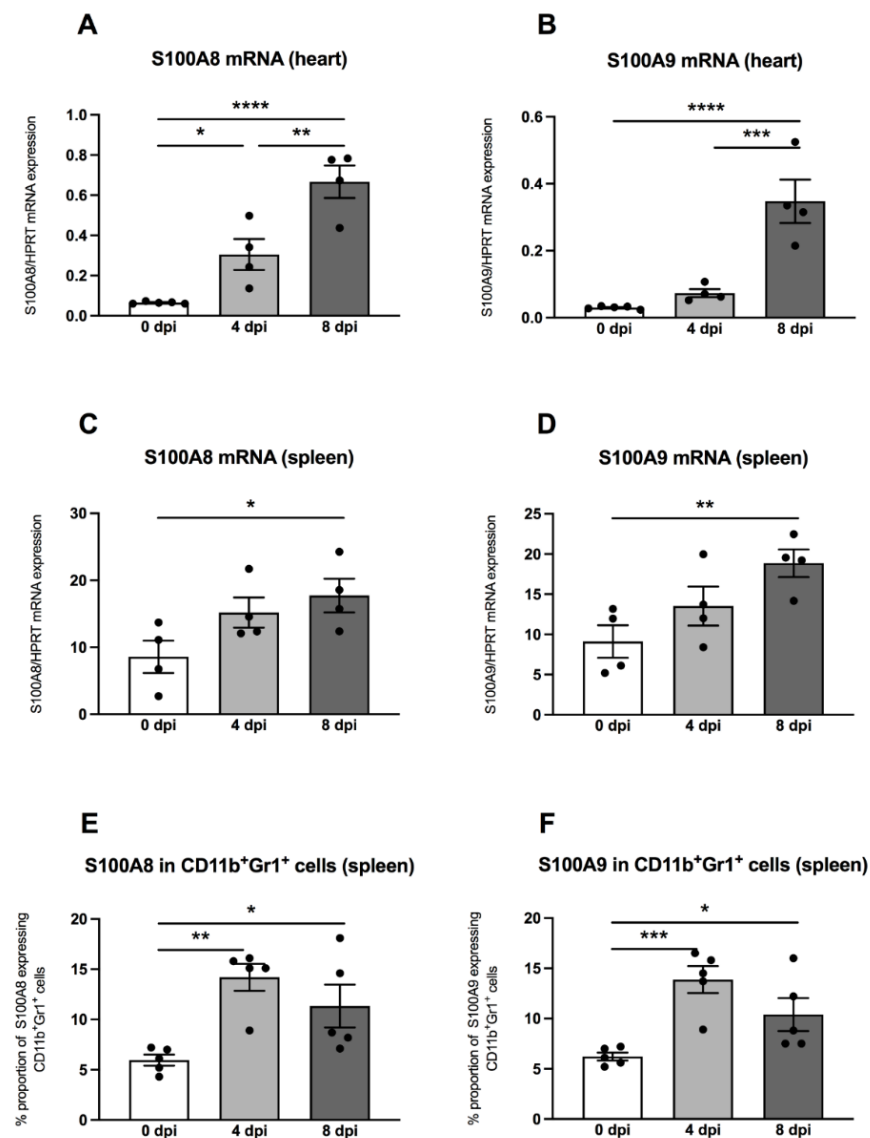 A
S100A8 mRNA (heart)
S100A8/HPRT mRNA expression
1.0
0.8
0.6
0.4
0.2
0.0
****
*
**
0 dpi
4 dpi
8 dpi
B
S100A9 mRNA (heart)
S100A9/HPRT mRNA expression
0.6
0.4
0.2
0.0
****
***
0 dpi
4 dpi
8 dpi
C
S100A8 mRNA (spleen)
S100A8/HPRT mRNA expression
30
20
10
0
*
0 dpi
4 dpi
8 dpi
D
S100A9 mRNA (spleen)
S100A9/HPRT mRNA expression
25
20
15
10
5
0
**
0 dpi
4 dpi
8 dpi
E
S100A8 in CD11b⁺Gr1⁺ cells (spleen)
% proportion of S100A8 expressing
CD11b⁺Gr1⁺ cells
20
15
10
5
0
*
**
0 dpi
4 dpi
8 dpi
F
S100A9 in CD11b⁺Gr1⁺ cells (spleen)
% proportion of S100A9 expressing
CD11b⁺Gr1⁺ cells
20
15
10
5
0
*
***
0 dpi
4 dpi
8 dpi